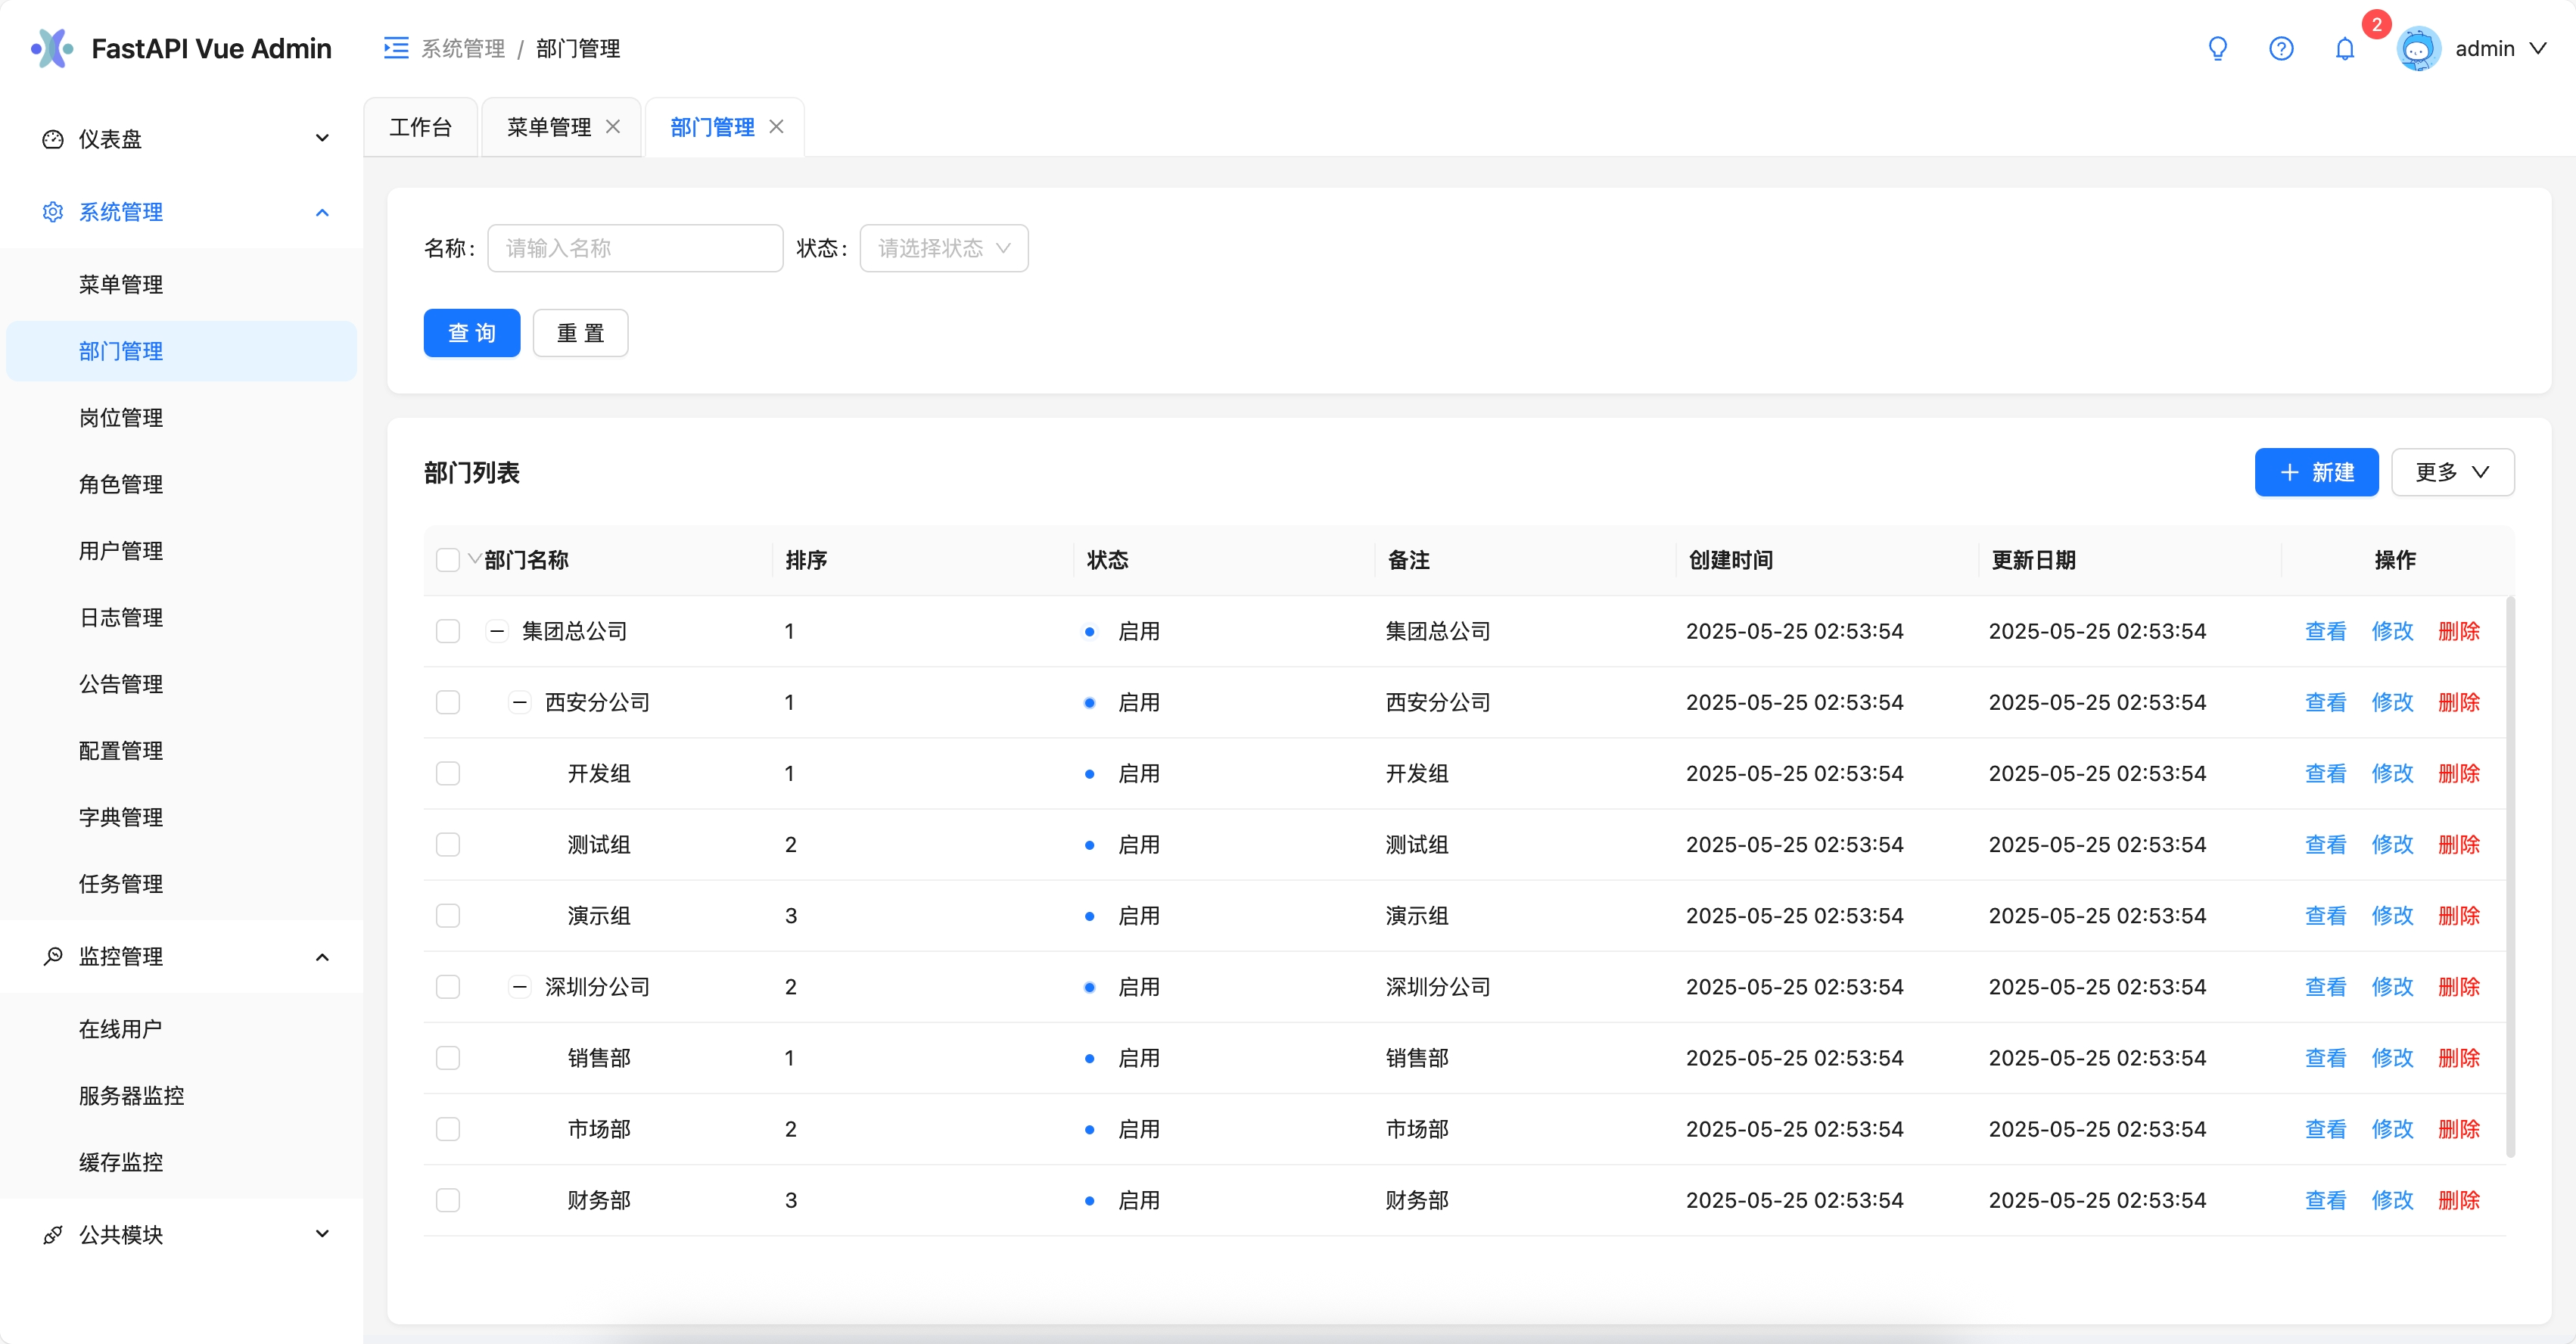 FastAPI Vue Admin
系统管理 / 部门管理
2
admin
仪表盘
系统管理
菜单管理
部门管理
岗位管理
角色管理
用户管理
日志管理
公告管理
配置管理
字典管理
任务管理
监控管理
在线用户
服务器监控
缓存监控
公共模块
工作台 菜单管理 部门管理
名称: 请输入名称 状态: 请选择状态
查询 重置
部门列表
新建 更多
部门名称 排序 状态 备注 创建时间 更新日期 操作
集团总公司 1 启用 集团总公司 2025-05-25 02:53:54 2025-05-25 02:53:54 查看 修改 删除
西安分公司 1 启用 西安分公司 2025-05-25 02:53:54 2025-05-25 02:53:54 查看 修改 删除
开发组 1 启用 开发组 2025-05-25 02:53:54 2025-05-25 02:53:54 查看 修改 删除
测试组 2 启用 测试组 2025-05-25 02:53:54 2025-05-25 02:53:54 查看 修改 删除
演示组 3 启用 演示组 2025-05-25 02:53:54 2025-05-25 02:53:54 查看 修改 删除
深圳分公司 2 启用 深圳分公司 2025-05-25 02:53:54 2025-05-25 02:53:54 查看 修改 删除
销售部 1 启用 销售部 2025-05-25 02:53:54 2025-05-25 02:53:54 查看 修改 删除
市场部 2 启用 市场部 2025-05-25 02:53:54 2025-05-25 02:53:54 查看 修改 删除
财务部 3 启用 财务部 2025-05-25 02:53:54 2025-05-25 02:53:54 查看 修改 删除